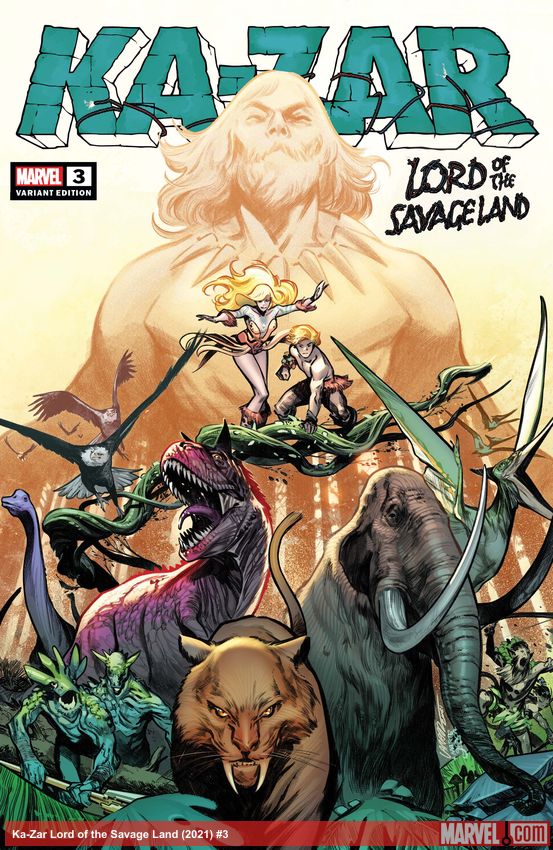 KA-ZAR
LORD OF THE
SAVAGE LAND
MARVEL 3
VARIANT EDITION
Ka-Zar Lord of the Savage Land (2021) #3
MARVEL.com